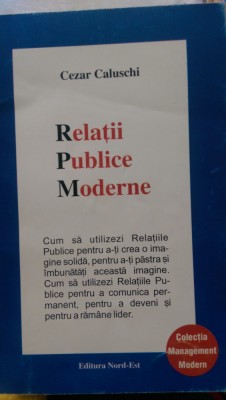 Cezar Caluschi
Relații
Publice
Moderne
Cum să utilizezi Relațiile
Publice pentru a-ți crea o ima-
gine solidă, pentru a-ți păstra și
îmbunătăți această imagine.
Cum să utilizezi Relațiile Pu-
blice pentru a comunica per-
manent, pentru a deveni și
pentru a rămâne lider.
Colecția
Management
Modern
Editura Nord-Est